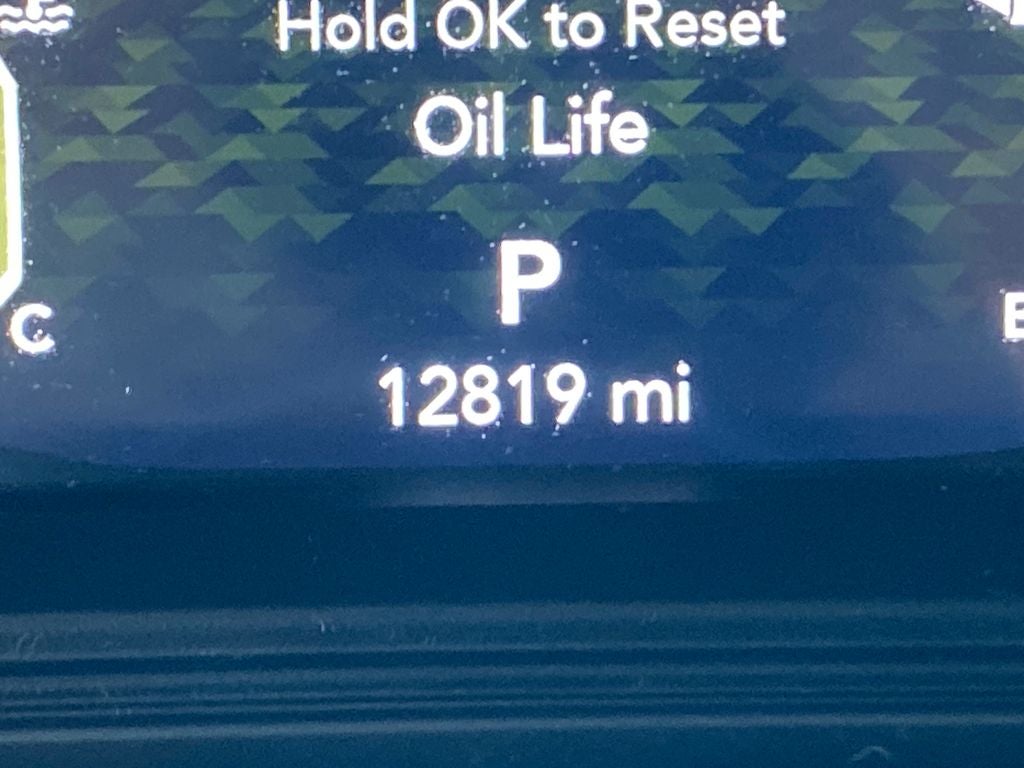 Hold OK to Reset
Oil Life
P
C
E
12819 mi